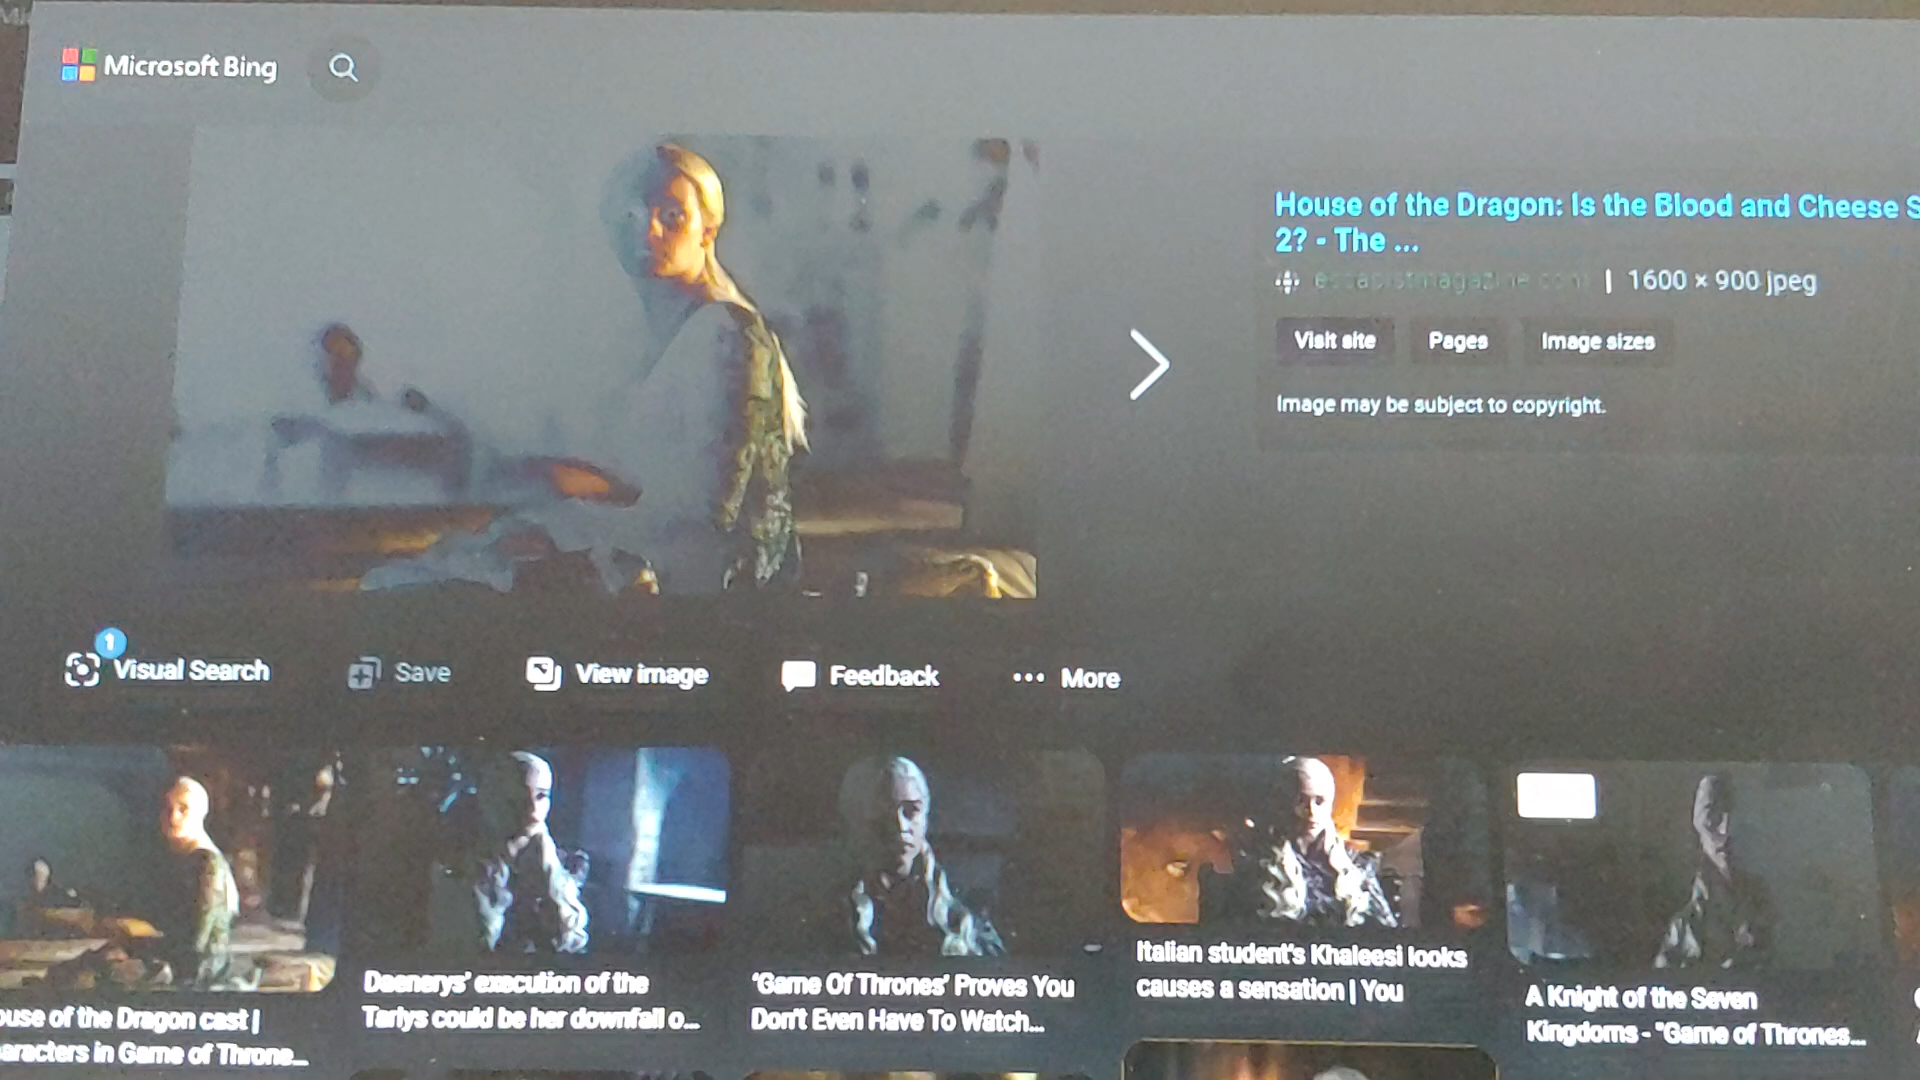 Microsoft Bing
House of the Dragon: Is the Blood and Cheese S
2? - The ...
escapistmagazine.com | 1600 × 900 jpeg
Visit site Pages Image sizes
Image may be subject to copyright.
1
Visual Search Save View image Feedback ... More
ouse of the Dragon cast |
aracters in Game of Throne...
Daenerys' execution of the
Tarlys could be her downfall o...
'Game Of Thrones' Proves You
Don't Even Have To Watch...
Italian student's Khaleesi looks
causes a sensation | You
A Knight of the Seven
Kingdoms - "Game of Thrones...